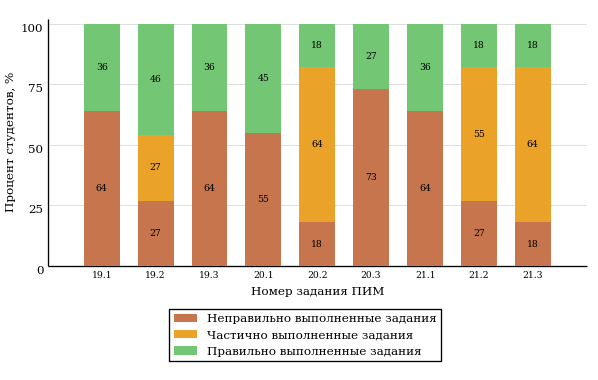 100
75
50
25
0
Процент студентов, %
36 46 36 45 18 27 36 18 18
64 27 64 55 64 73 64 55 64
27 18 27 18
19.1 19.2 19.3 20.1 20.2 20.3 21.1 21.2 21.3
Номер задания ПИМ
Неправильно выполненные задания
Частично выполненные задания
Правильно выполненные задания